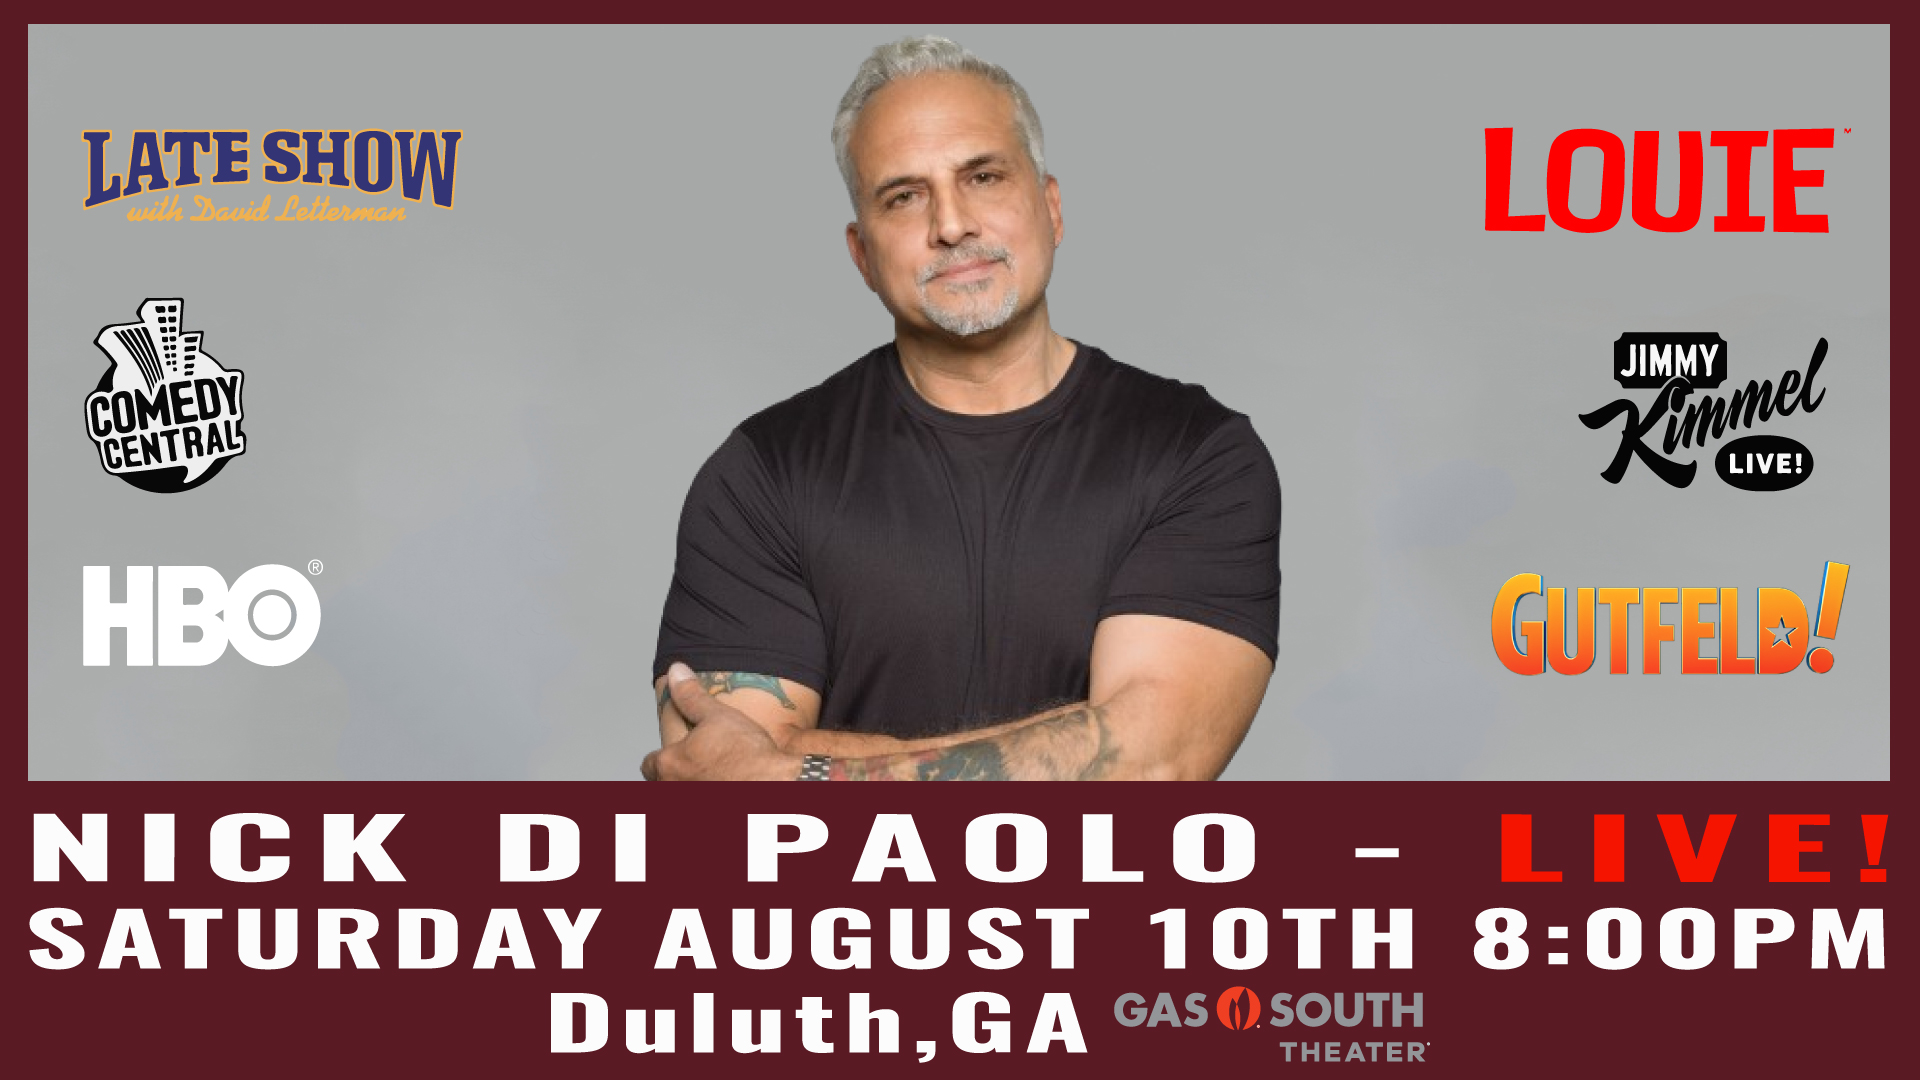 LATE SHOW
with David Letterman
LOUIE
COMEDY
CENTRAL
JIMMY
Kimmel
LIVE!
HBO®
GUTFELD!
NICK DI PAOLO - LIVE!
SATURDAY AUGUST 10TH 8:00PM
Duluth,GA GAS SOUTH
THEATER